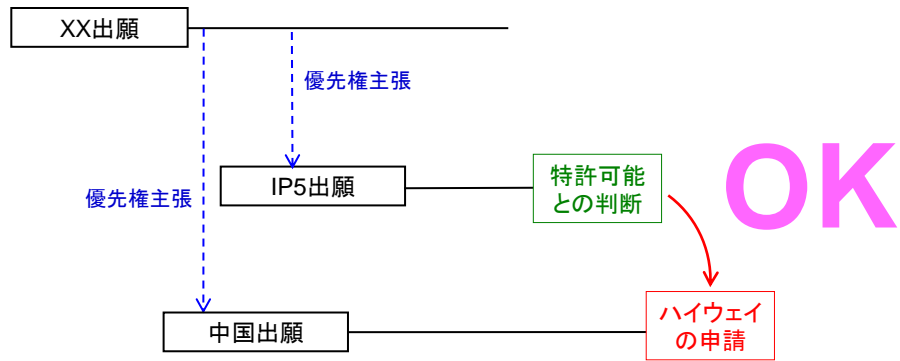 XX出願
優先権主張
IP5出願
特許可能
との判断
OK
優先権主張
中国出願
ハイウェイ
の申請